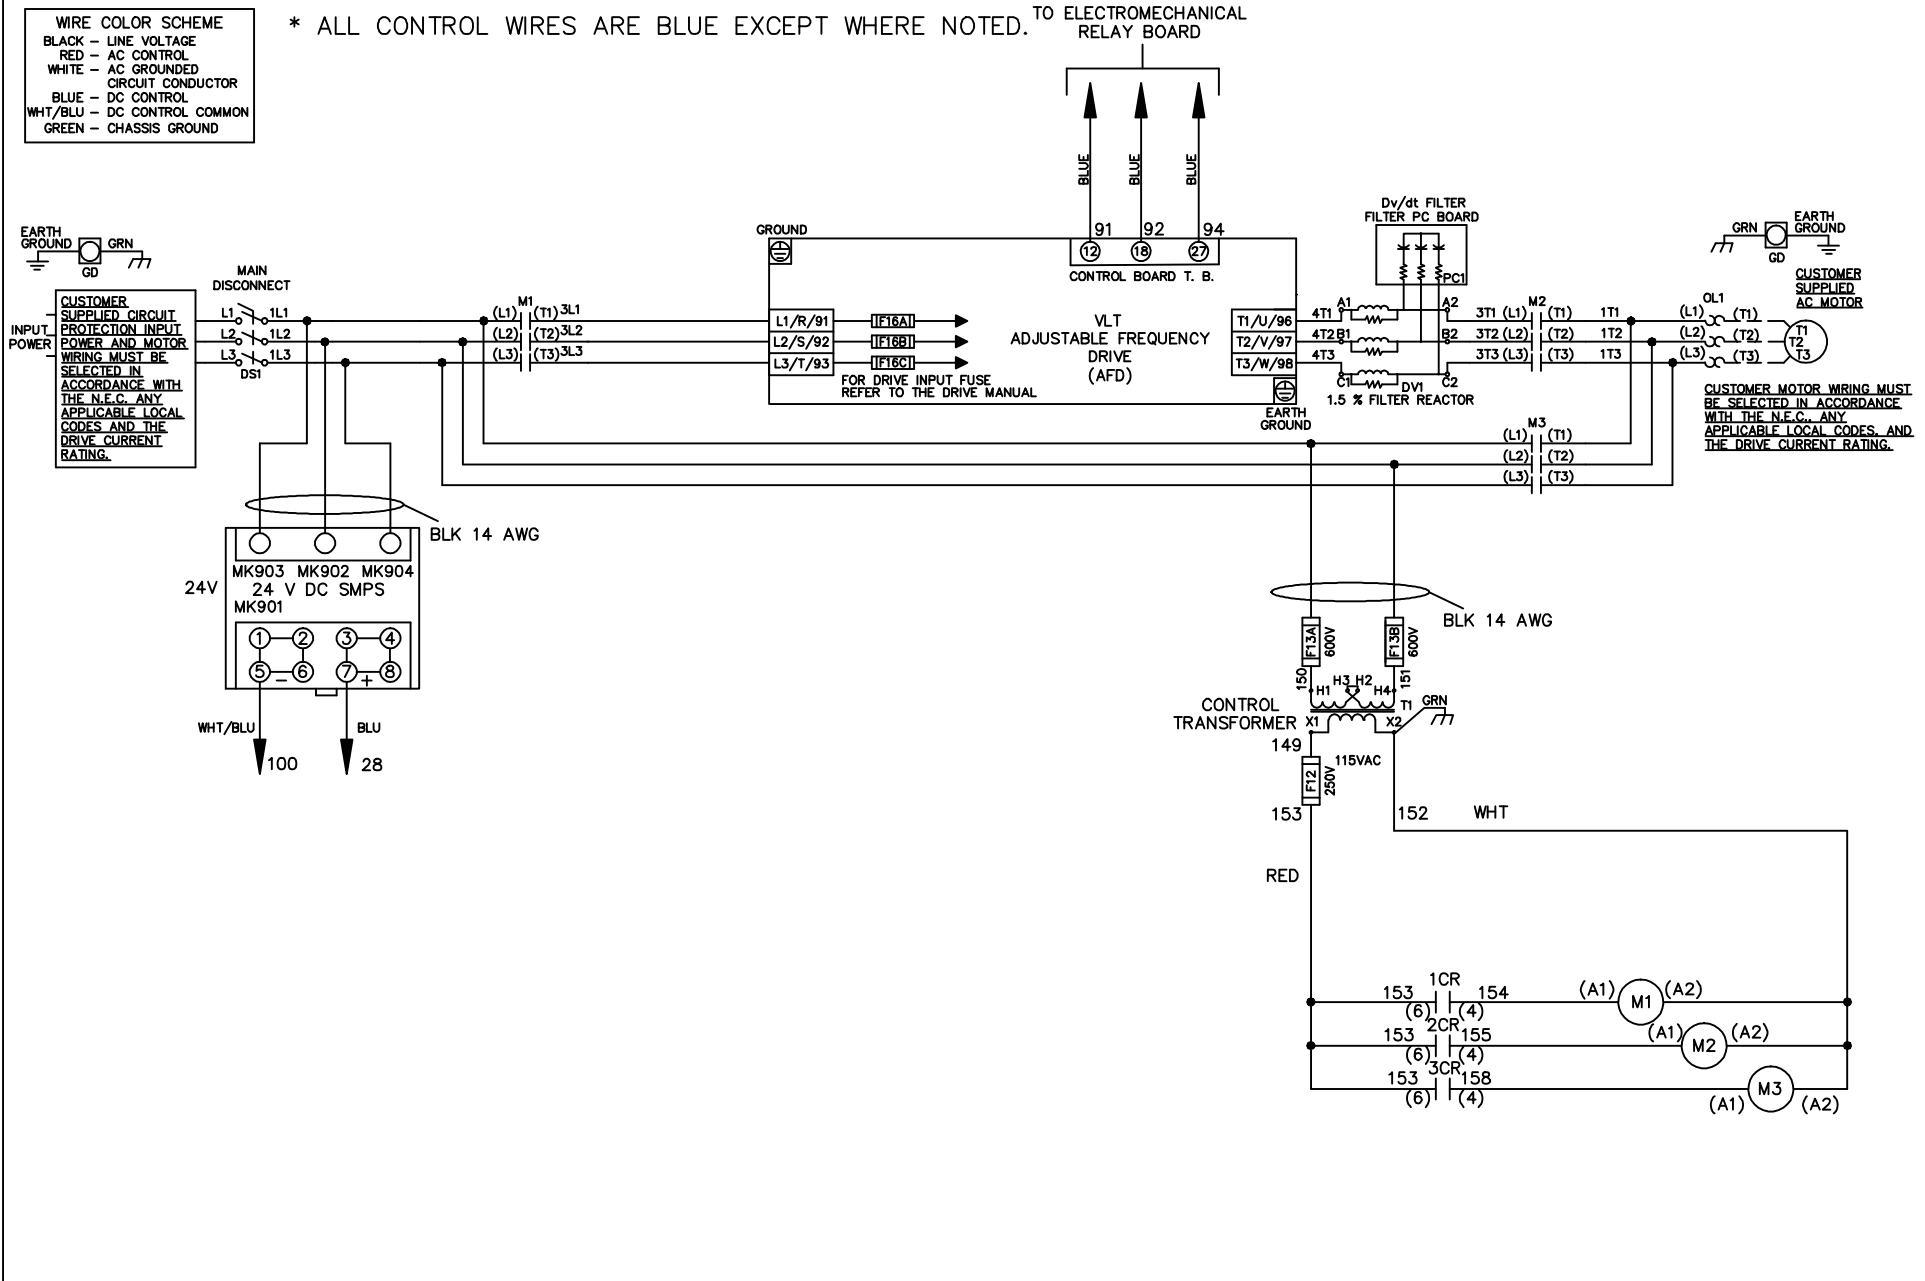 WIRE COLOR SCHEME
BLACK – LINE VOLTAGE
RED – AC CONTROL
WHITE – AC GROUNDED
CIRCUIT CONDUCTOR
BLUE – DC CONTROL
WHT/BLU – DC CONTROL COMMON
GREEN – CHASSIS GROUND
* ALL CONTROL WIRES ARE BLUE EXCEPT WHERE NOTED.
TO ELECTROMECHANICAL
RELAY BOARD
BLUE
BLUE
BLUE
91 92 94
12 18 27
CONTROL BOARD T. B.
EARTH
GROUND
GRN
GD
MAIN
DISCONNECT
INPUT
POWER
CUSTOMER
SUPPLIED CIRCUIT
PROTECTION INPUT
POWER AND MOTOR
WIRING MUST BE
SELECTED IN
ACCORDANCE WITH
THE N.E.C. ANY
APPLICABLE LOCAL
CODES AND THE
DRIVE CURRENT
RATING.
L1 1L1
L2 1L2
L3 1L3
DS1
M1
(L1) (T1) 3L1
(L2) (T2) 3L2
(L3) (T3) 3L3
GROUND
L1/R/91 F16A
L2/S/92 F16B
L3/T/93 F16C
FOR DRIVE INPUT FUSE
REFER TO THE DRIVE MANUAL
VLT
ADJUSTABLE FREQUENCY
DRIVE
(AFD)
T1/U/96
T2/V/97
T3/W/98
EARTH
GROUND
4T1
4T2
4T3
Dv/dt FILTER
FILTER PC BOARD
PC1
A1 A2
B1 B2
C1 C2
DV1
1.5 % FILTER REACTOR
M2
3T1 (L1) (T1) 1T1
3T2 (L2) (T2) 1T2
3T3 (L3) (T3) 1T3
OL1
(L1) (T1)
(L2) (T2)
(L3) (T3)
GRN
EARTH
GROUND
GD
CUSTOMER
SUPPLIED
AC MOTOR
T1
T2
T3
CUSTOMER MOTOR WIRING MUST
BE SELECTED IN ACCORDANCE
WITH THE N.E.C., ANY
APPLICABLE LOCAL CODES, AND
THE DRIVE CURRENT RATING.
M3
(L1) (T1)
(L2) (T2)
(L3) (T3)
BLK 14 AWG
MK903 MK902 MK904
24V
24 V DC SMPS
MK901
1 2 3 4
5 – 6 7 + 8
WHT/BLU
BLU
100
28
BLK 14 AWG
F13A
600V
F13B
600V
150
151
H1 H3 H2 H4
T1
GRN
CONTROL
TRANSFORMER
X1 X2
149
115VAC
F12
250V
153
152
WHT
RED
1CR
153 154
(6) (4)
(A1) M1 (A2)
2CR
153 155
(6) (4)
(A1) M2 (A2)
3CR
153 158
(6) (4)
(A1) M3 (A2)